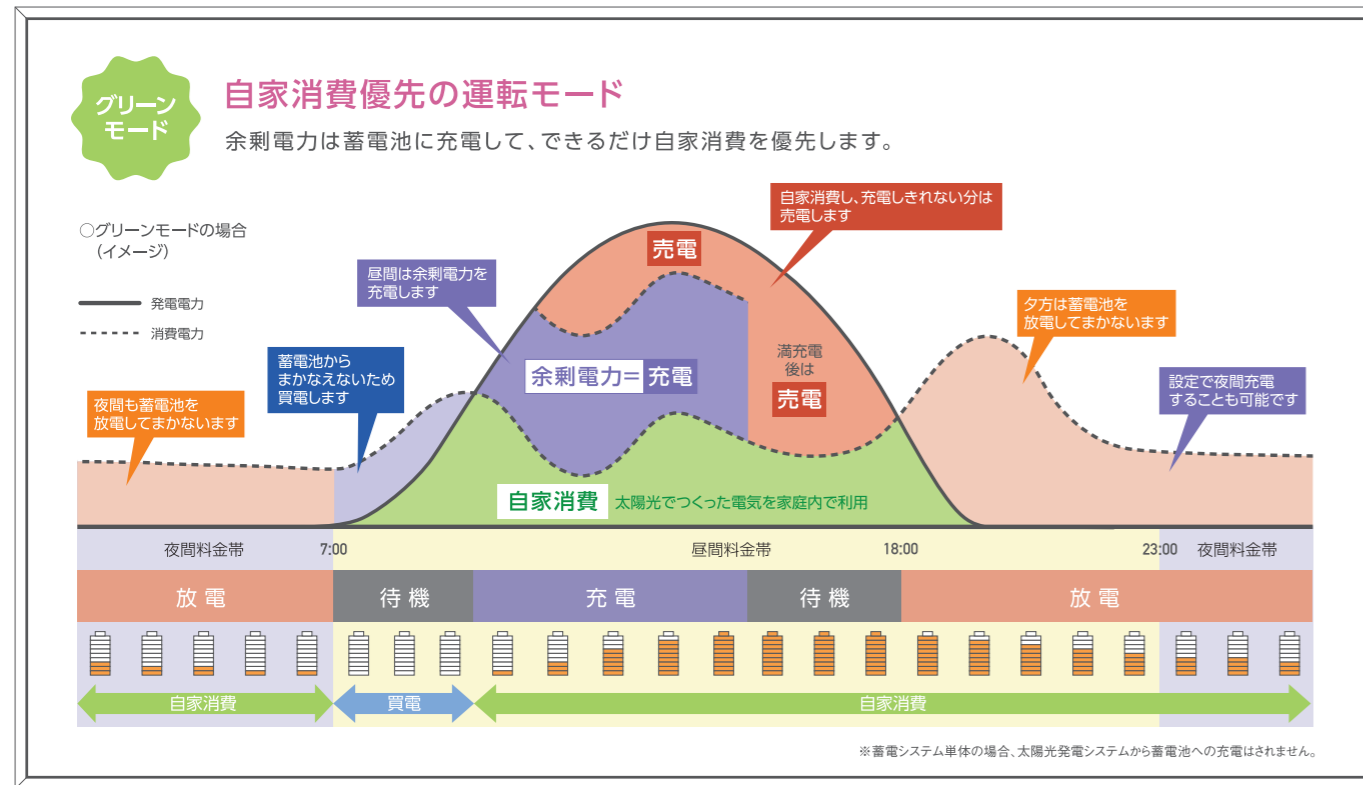 グリーン
モード
自家消費優先の運転モード
余剰電力は蓄電池に充電して、できるだけ自家消費を優先します。
○グリーンモードの場合
（イメージ）
発電電力
消費電力
夜間も蓄電池を
放電してまかないます
蓄電池から
まかなえないため
買電します
昼間は余剰電力を
充電します
売電
自家消費し、充電しきれない分は
売電します
余剰電力＝充電
満充電
後は
売電
夕方は蓄電池を
放電してまかないます
設定で夜間充電
することも可能です
自家消費 太陽光でつくった電気を家庭内で利用
夜間料金帯 7:00 昼間料金帯 18:00 23:00 夜間料金帯
放電 待機 充電 待機 放電
自家消費 買電 自家消費
※蓄電システム単体の場合、太陽光発電システムから蓄電池への充電はされません。